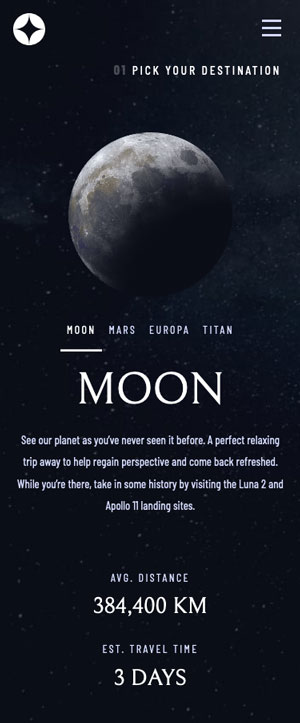 01 PICK YOUR DESTINATION
MOON MARS EUROPA TITAN
MOON
See our planet as you've never seen it before. A perfect relaxing
trip away to help regain perspective and come back refreshed.
While you're there, take in some history by visiting the Luna 2 and
Apollo 11 landing sites.
AVG. DISTANCE
384,400 KM
EST. TRAVEL TIME
3 DAYS